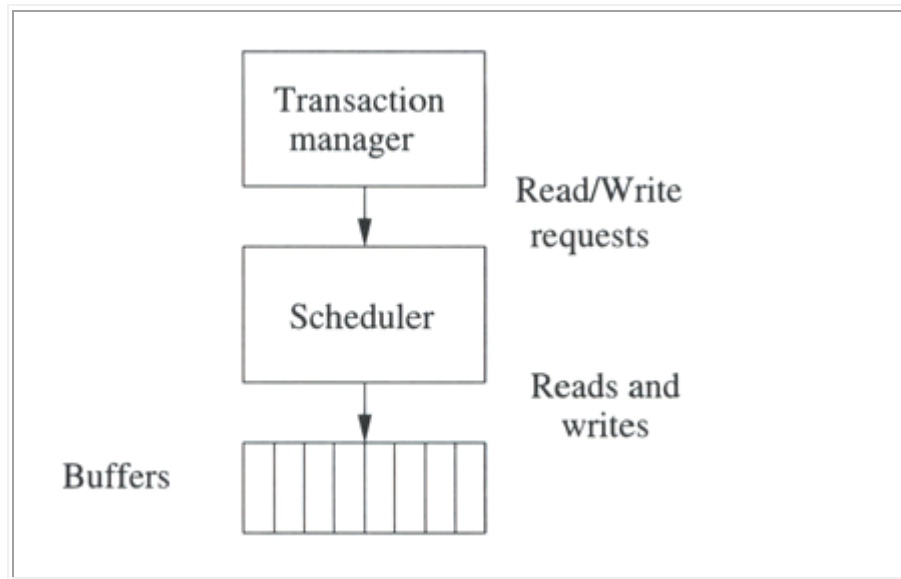 Transaction
manager
Read/Write
requests
Scheduler
Reads and
writes
Buffers